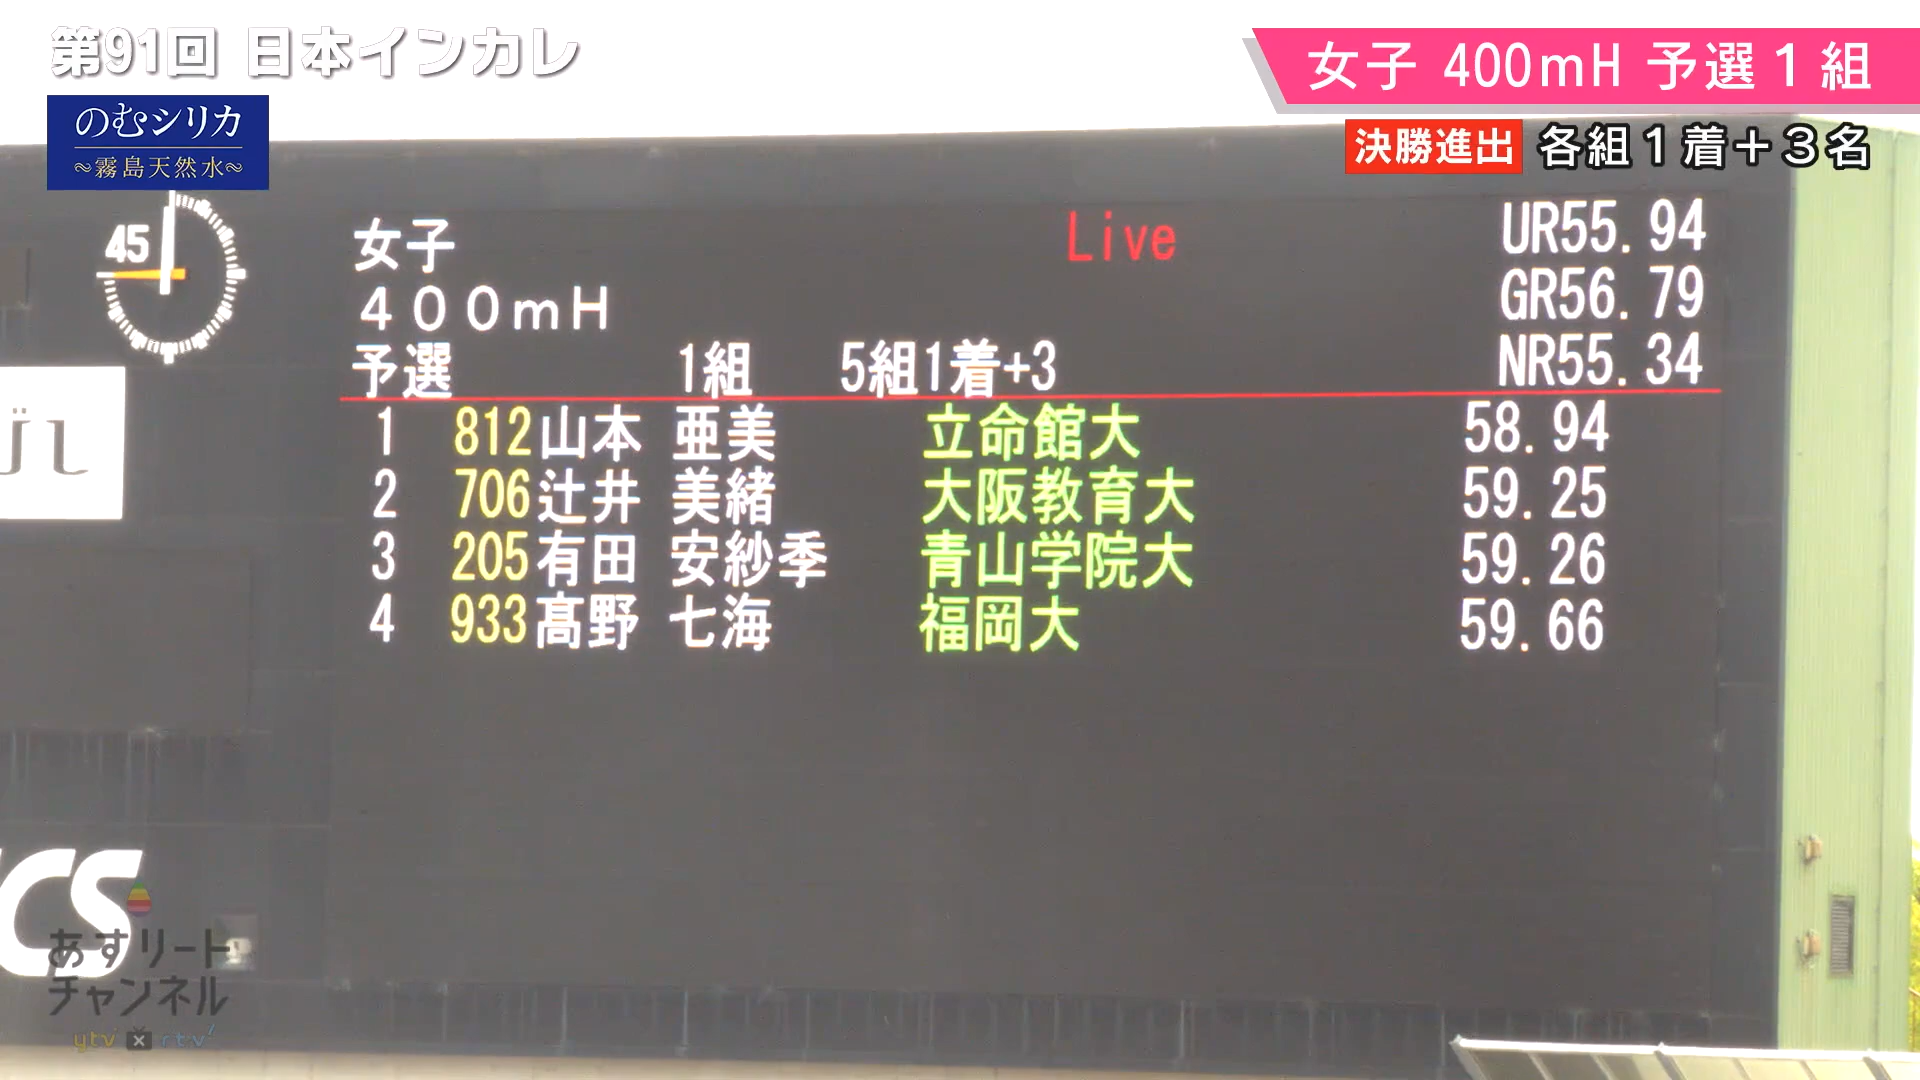 第91回 日本インカレ
女子 400mH 予選1組
のむシリカ
~霧島天然水~
決勝進出 各組1着+3名
45
女子 Live UR55.94
400mH GR56.79
予選 1組 5組1着+3 NR55.34
1 812 山本 亜美 立命館大 58.94
2 706 辻井 美緒 大阪教育大 59.25
3 205 有田 安紗季 青山学院大 59.26
4 933 髙野 七海 福岡大 59.66
CS
あすリート
チャンネル
ytv x rtv